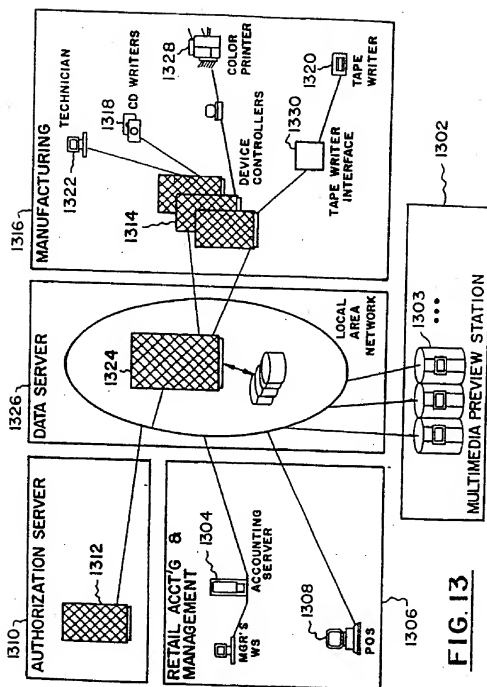 1310
AUTHORIZATION SERVER
1312
RETAIL ACCT'G &
MANAGEMENT
1304
MGR'S
WS
ACCOUNTING
SERVER
1308
POS
1306
1326
DATA SERVER
1324
LOCAL AREA
NETWORK
1316
MANUFACTURING
TECHNICIAN
1322
CD WRITERS
1318
1314
DEVICE CONTROLLERS
1328
COLOR
PRINTER
1330
TAPE WRITER
INTERFACE
1320
TAPE
WRITER
1302
1303
MULTIMEDIA PREVIEW STATION
FIG. 13